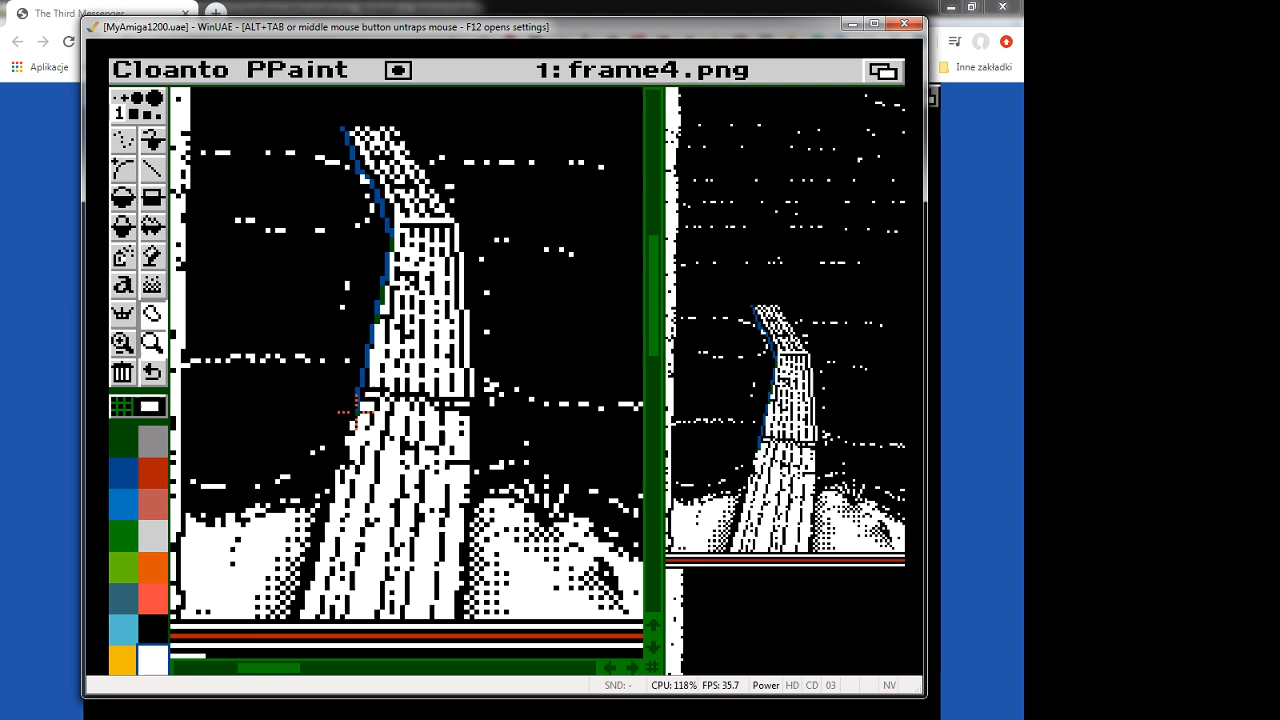 The Third Messenger
[MyAmiga1200.uae] - WinUAE - [ALT+TAB or middle mouse button untraps mouse - F12 opens settings]
Aplikacje
Inne zakładki
Cloanto PPaint
1:frame4.png
1
a
SND: -
CPU: 118%
FPS: 35.7
Power
HD
CD
03
NV